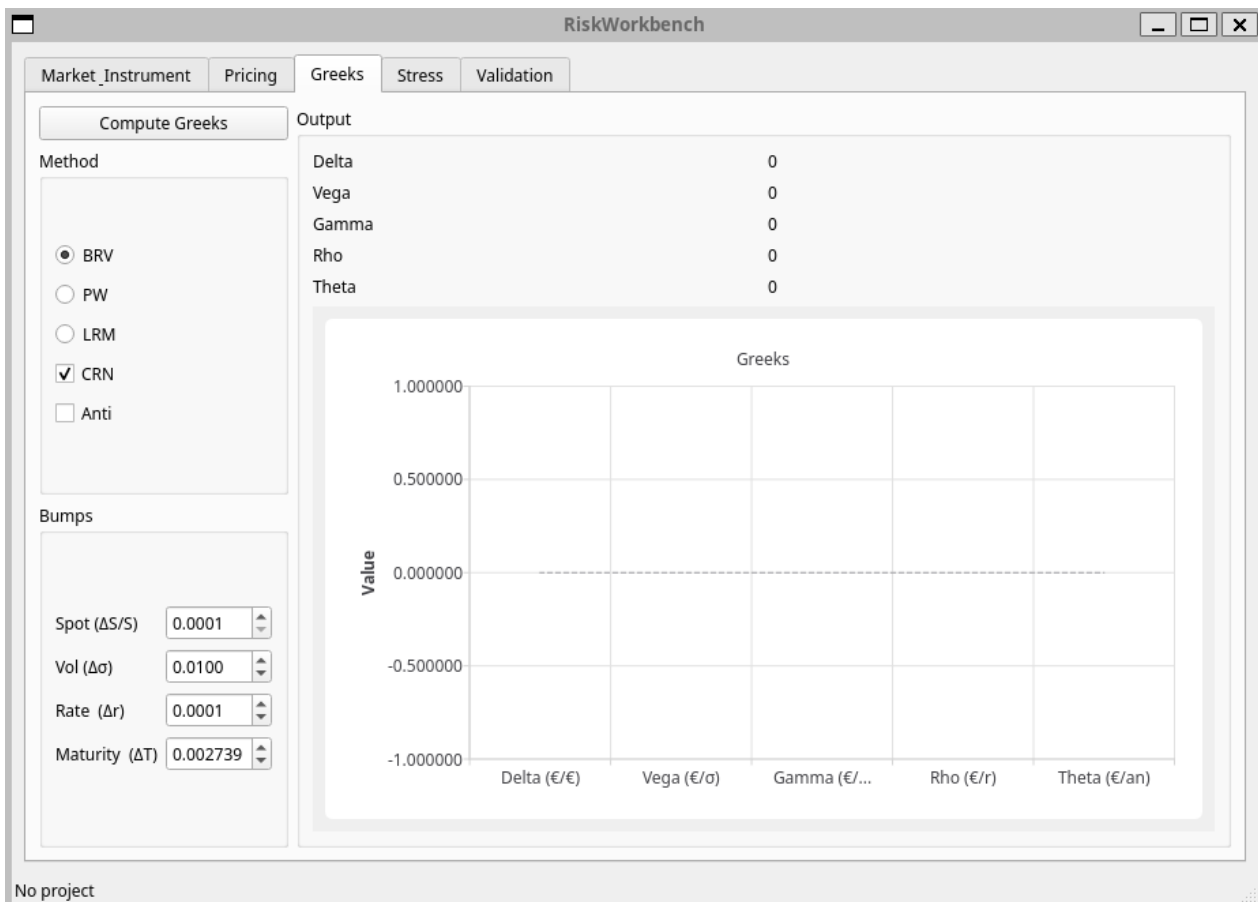 RiskWorkbench
Market_Instrument Pricing Greeks Stress Validation
Compute Greeks
Method
BRV
PW
LRM
CRN
Anti
Bumps
Spot (ΔS/S) 0.0001
Vol (Δσ) 0.0100
Rate (Δr) 0.0001
Maturity (ΔT) 0.002739
Output
Delta 0
Vega 0
Gamma 0
Rho 0
Theta 0
Greeks
1.000000
0.500000
0.000000
-0.500000
-1.000000
Value
Delta (€/€) Vega (€/σ) Gamma (€/... Rho (€/r) Theta (€/an)
No project